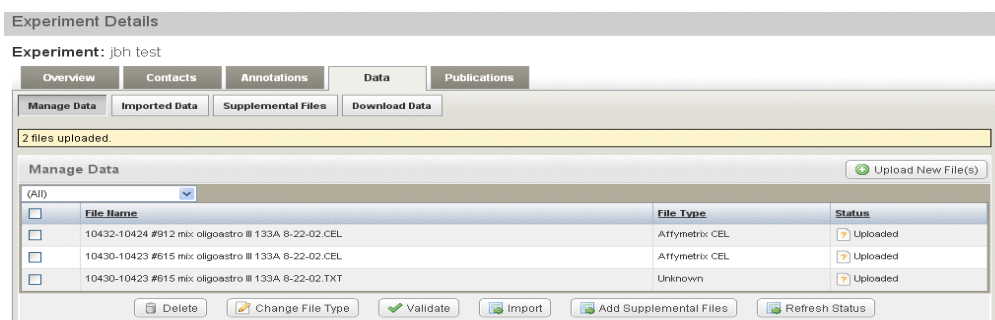 Experiment Details
Experiment: jbh test
Overview Contacts Annotations Data Publications
Manage Data Imported Data Supplemental Files Download Data
2 files uploaded.
Manage Data Upload New File(s)
(All)
File Name File Type Status
10432-10424 #912 mix oligoastro III 133A 8-22-02.CEL Affymetrix CEL Uploaded
10430-10423 #615 mix oligoastro III 133A 8-22-02.CEL Affymetrix CEL Uploaded
10430-10423 #615 mix oligoastro III 133A 8-22-02.TXT Unknown Uploaded
Delete Change File Type Validate Import Add Supplemental Files Refresh Status